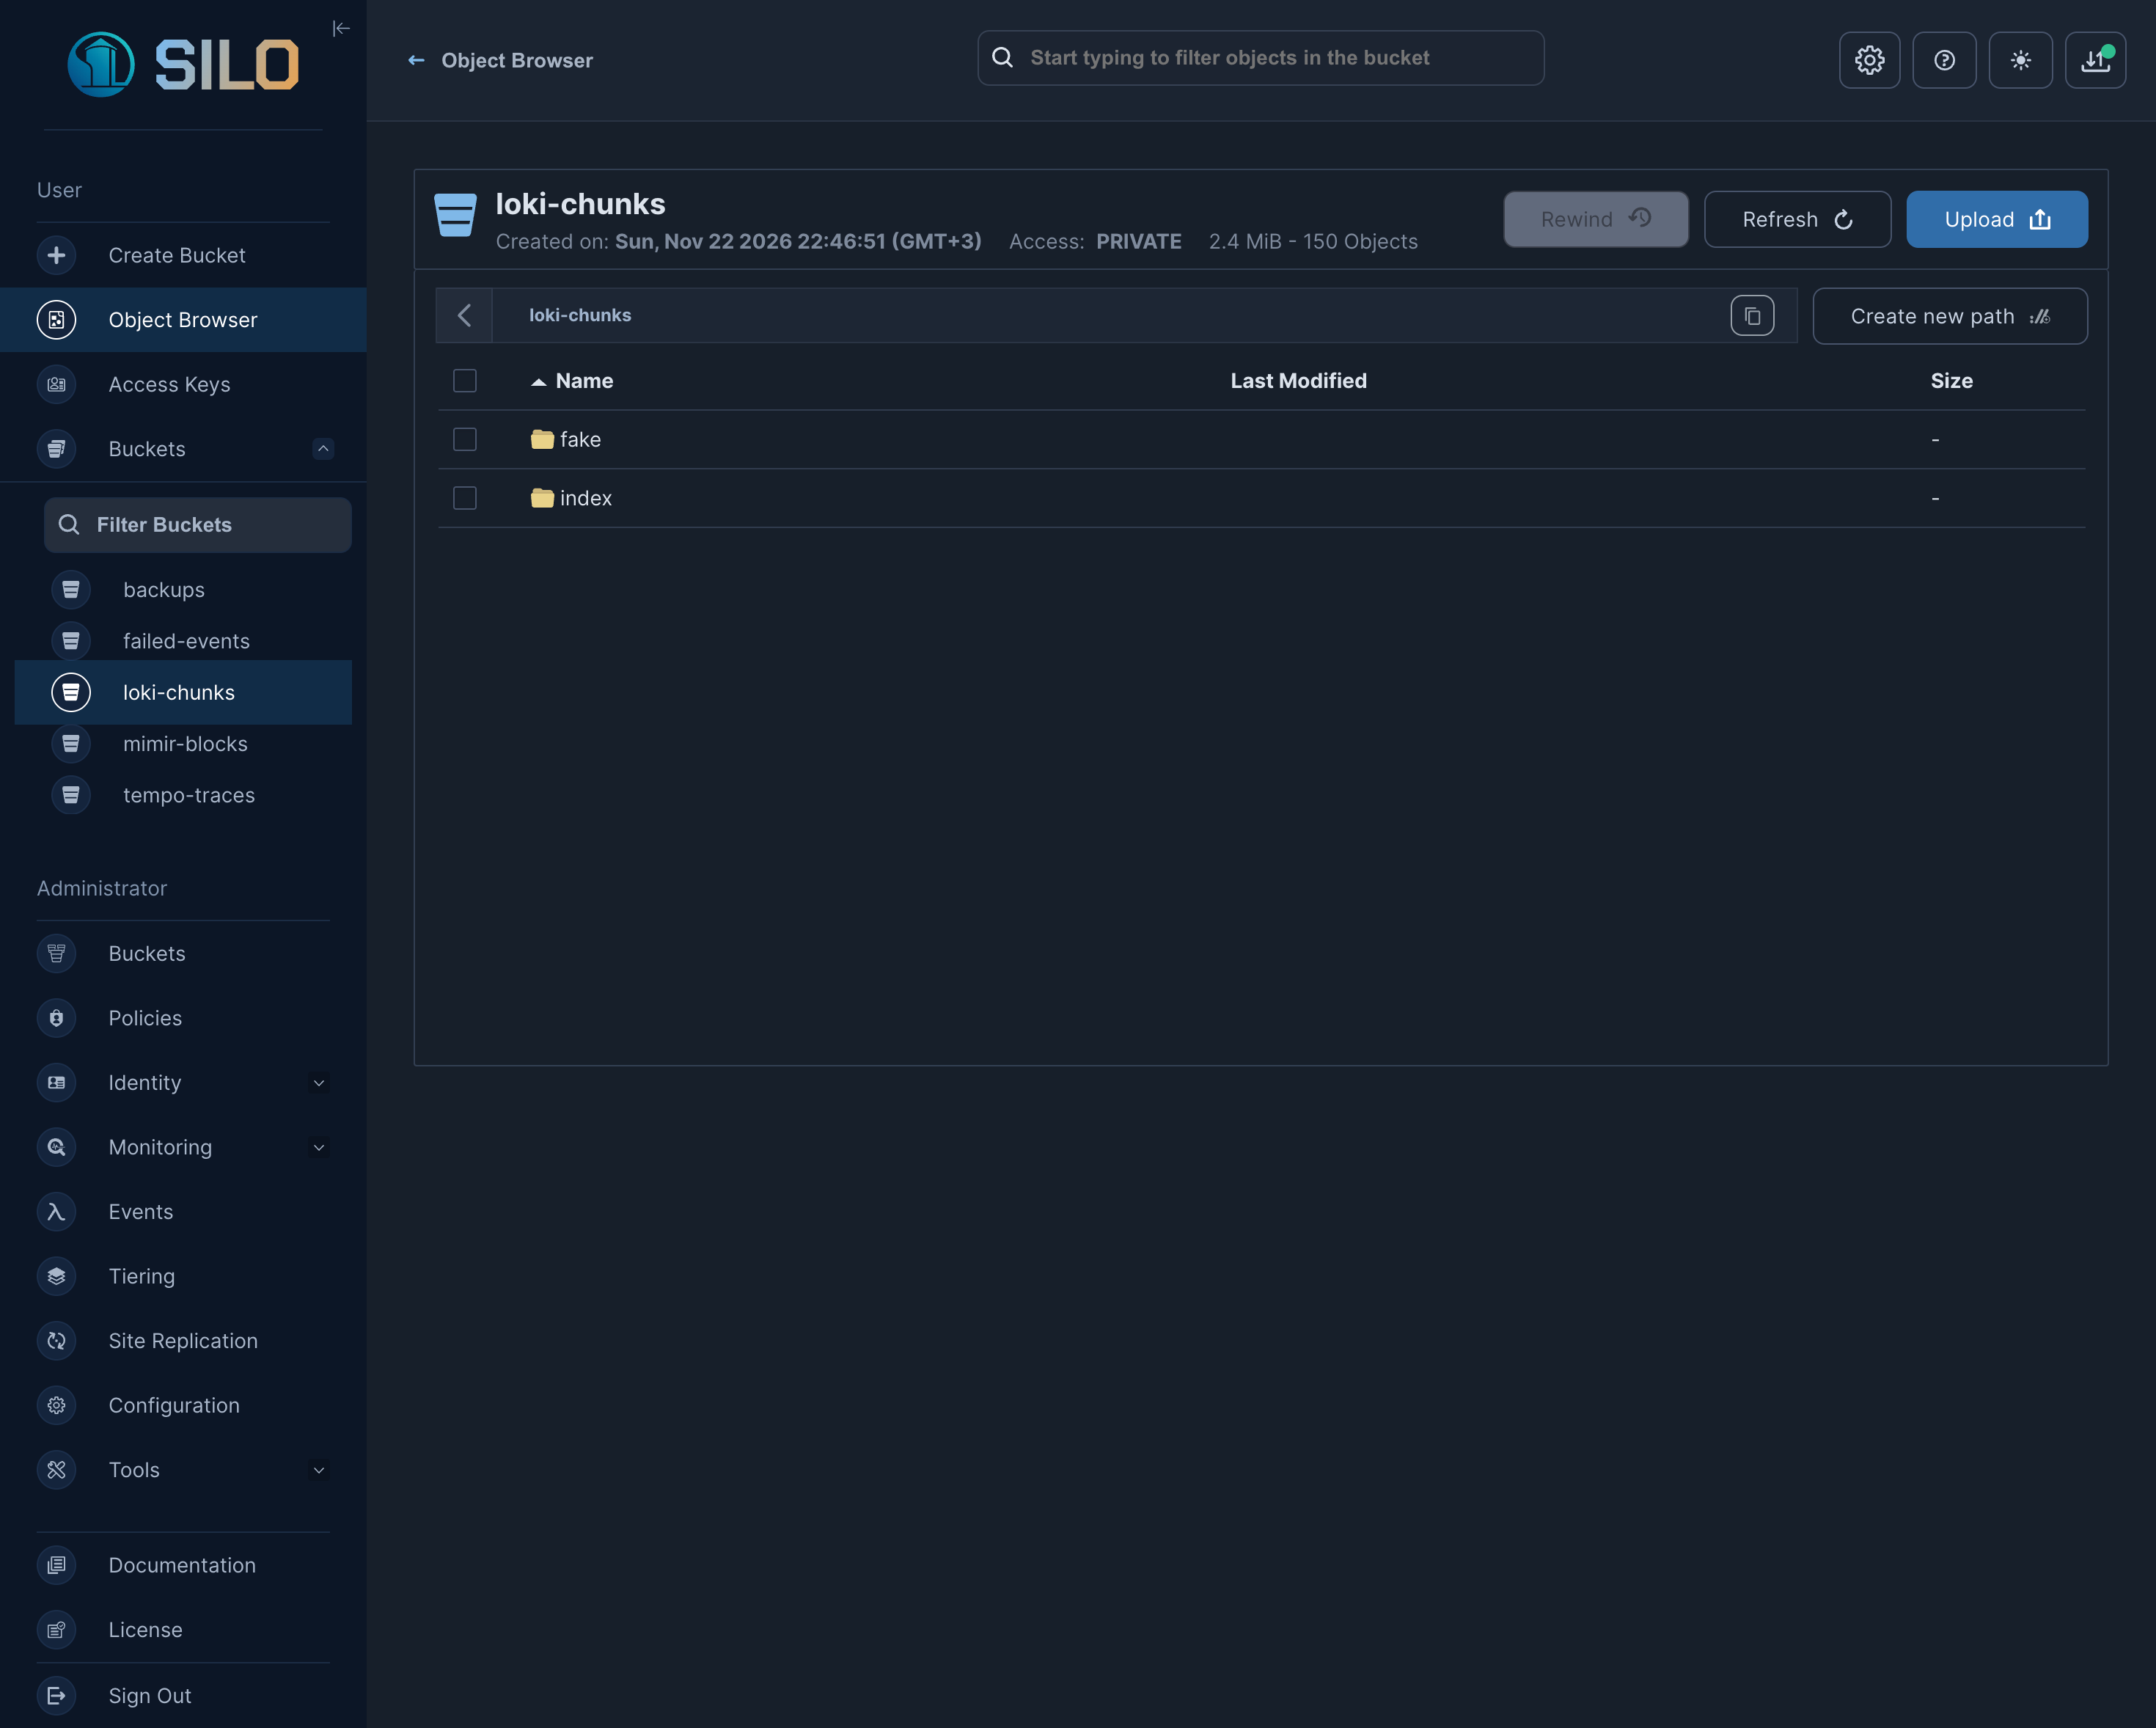 SILO
User
Create Bucket
Object Browser
Access Keys
Buckets
Filter Buckets
backups
failed-events
loki-chunks
mimir-blocks
tempo-traces
Administrator
Buckets
Policies
Identity
Monitoring
Events
Tiering
Site Replication
Configuration
Tools
Documentation
License
Sign Out
Object Browser
Start typing to filter objects in the bucket
loki-chunks
Created on: Sun, Nov 22 2026 22:46:51 (GMT+3) Access: PRIVATE 2.4 MiB - 150 Objects
Rewind
Refresh
Upload
loki-chunks
Create new path
Name Last Modified Size
fake -
index -